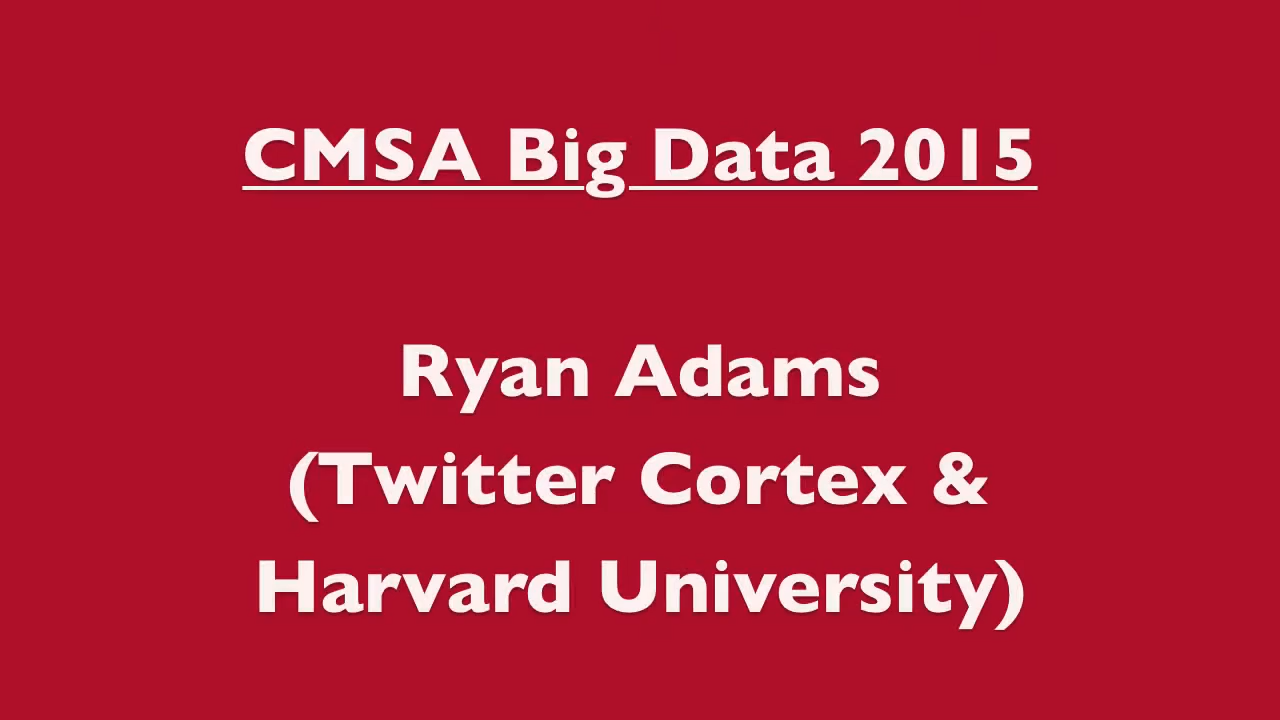 CMSA Big Data 2015
Ryan Adams
(Twitter Cortex &
Harvard University)